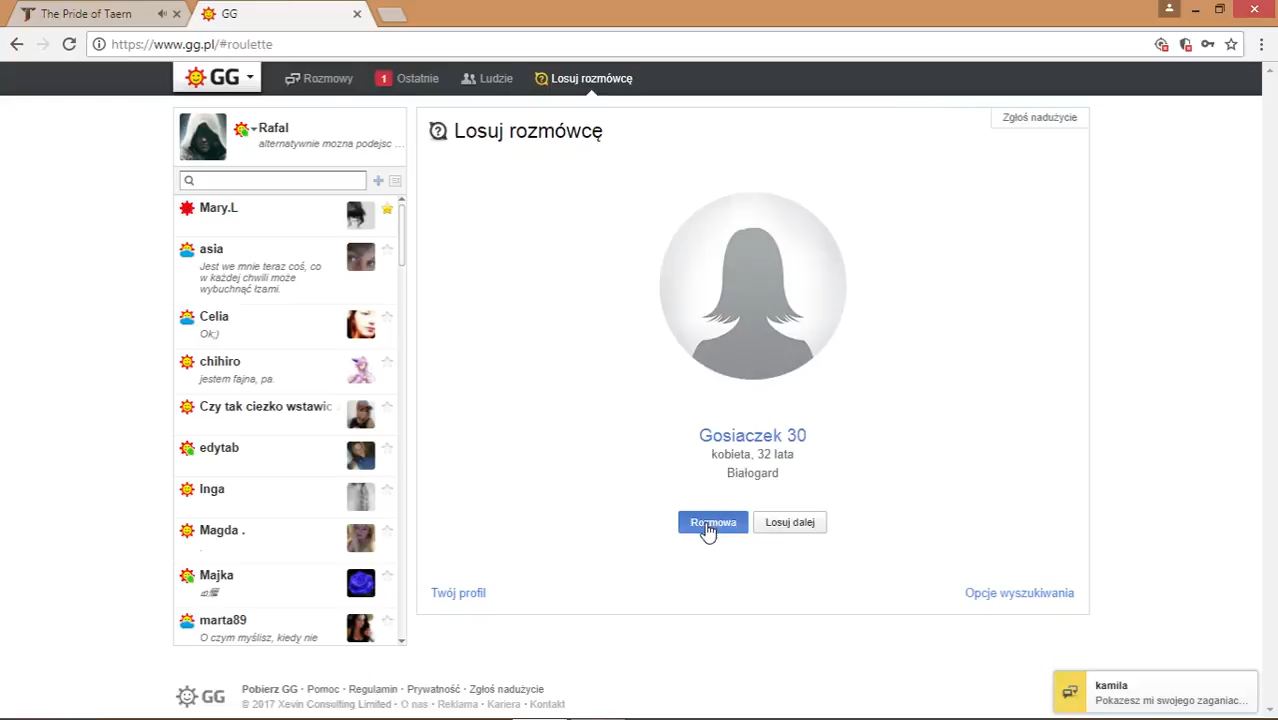 The Pride of Taern
GG
https://www.gg.pl/#roulette
GG
Rozmowy
1 Ostatnie
Ludzie
Losuj rozmówcę
Rafal
alternatywnie mozna podejsc ...
Mary.L
asia
Jest we mnie teraz coś, co
w każdej chwili może
wybuchnąć łzami.
Celia
Ok;)
chihiro
jestem fajna, pa.
Czy tak ciezko wstawic
edytab
Inga
Magda .
.
Majka
marta89
O czym myślisz, kiedy nie
Zgłoś nadużycie
Losuj rozmówcę
Gosiaczek 30
kobieta, 32 lata
Białogard
Rozmowa
Losuj dalej
Twój profil
Opcje wyszukiwania
GG
Pobierz GG · Pomoc · Regulamin · Prywatność · Zgłoś nadużycie
© 2017 Xevin Consulting Limited · O nas · Reklama · Kariera · Kontakt
kamila
Pokazesz mi swojego zaganiac...